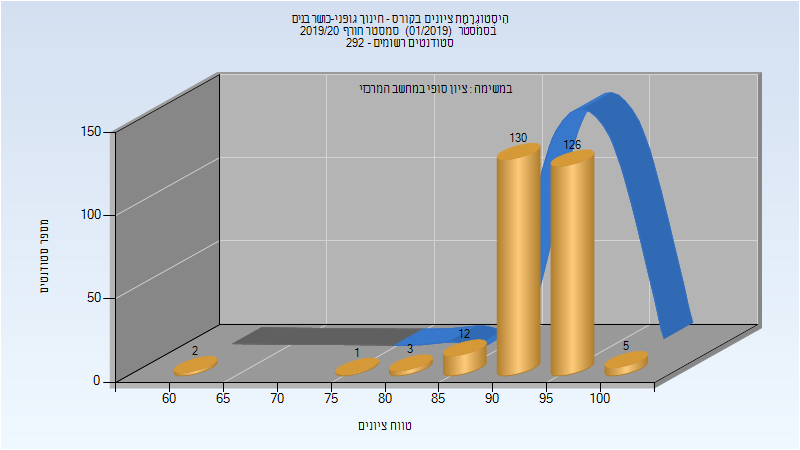 היסטוגרמת ציונים בקורס - חינוך גופני-כושר בנים
בסמסטר (01/2019) סמסטר חורף 2019/20
סטודנטים רשומים - 292
במשימה : ציון סופי במחשב המרכזי
מספר סטודנטים
150
100
50
0
2
1
3
12
130
126
5
60 65 70 75 80 85 90 95 100
טווח ציונים